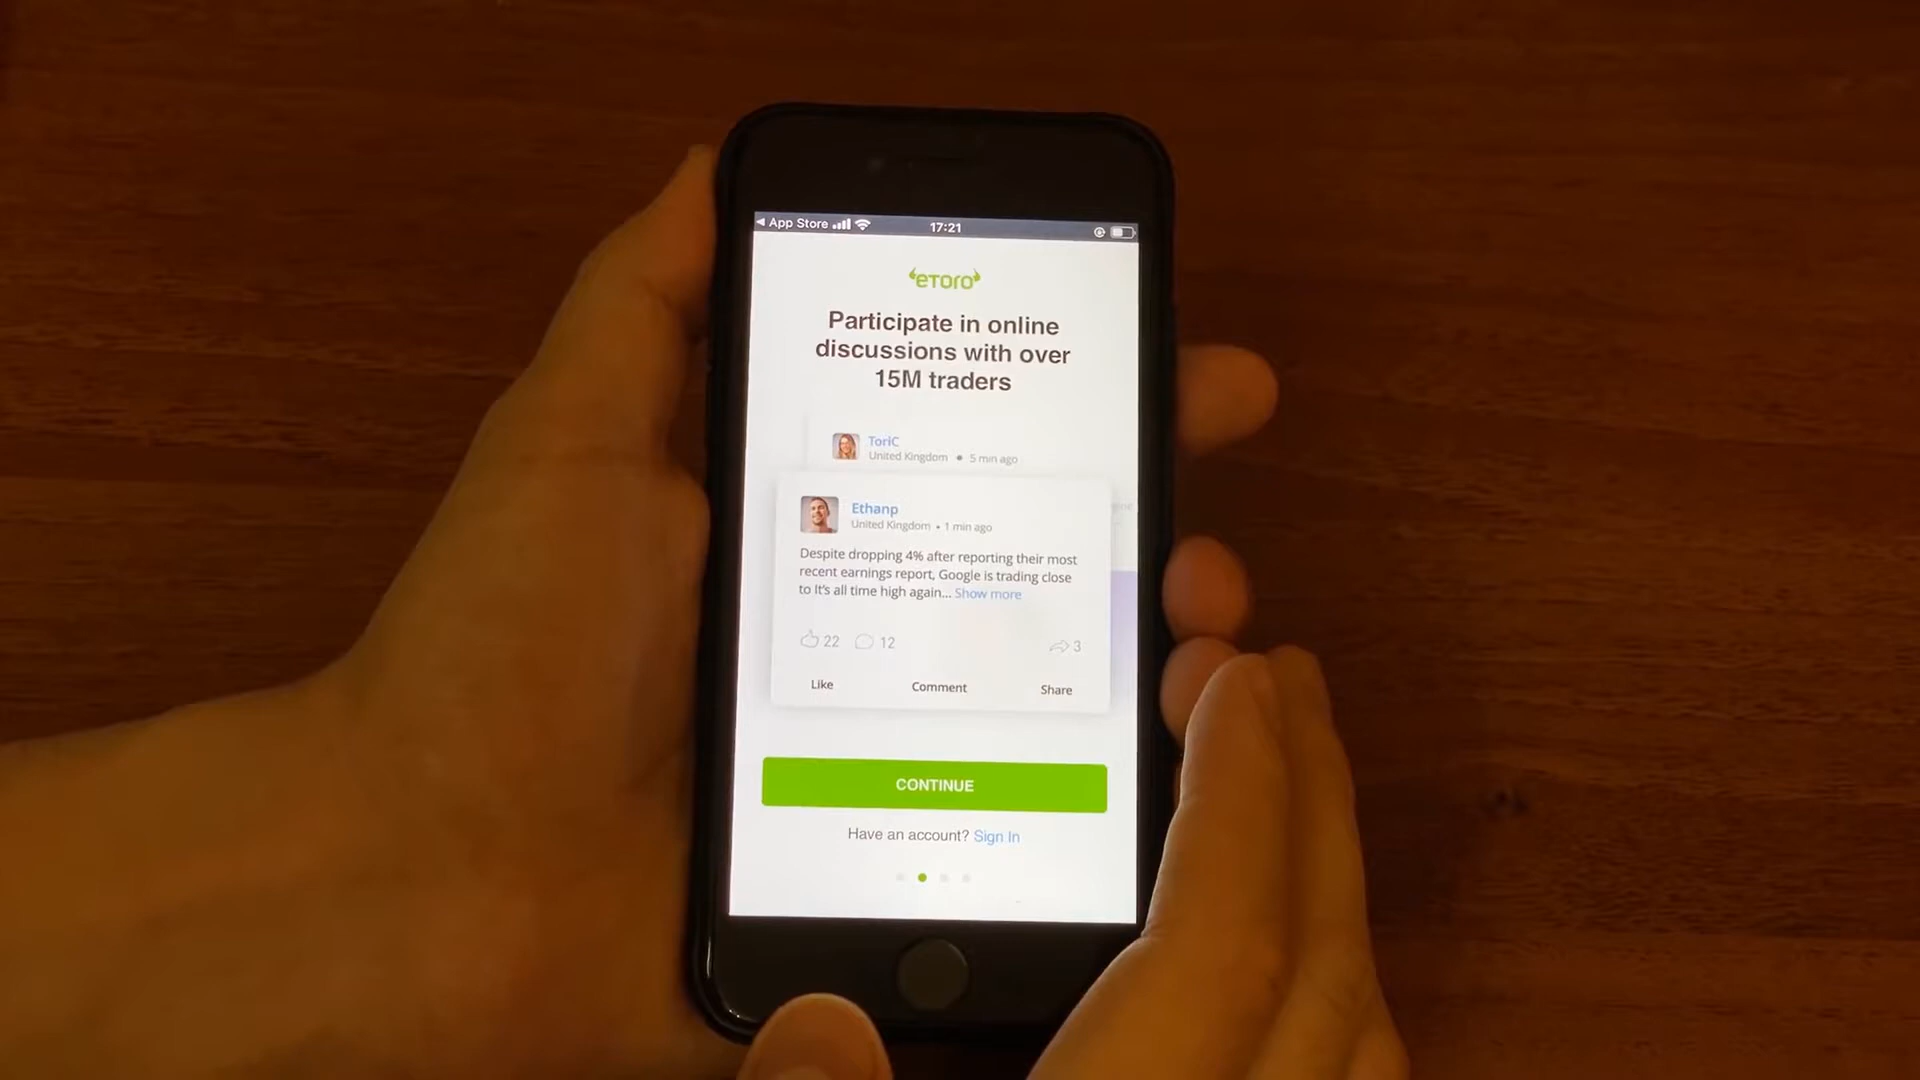 App Store
17:21
eToro
Participate in online
discussions with over
15M traders
ToriC
United Kingdom • 5 min ago
Ethanp
United Kingdom • 1 min ago
Despite dropping 4% after reporting their most
recent earnings report, Google is trading close
to it's all time high again... Show more
22 12 3
Like Comment Share
CONTINUE
Have an account? Sign In